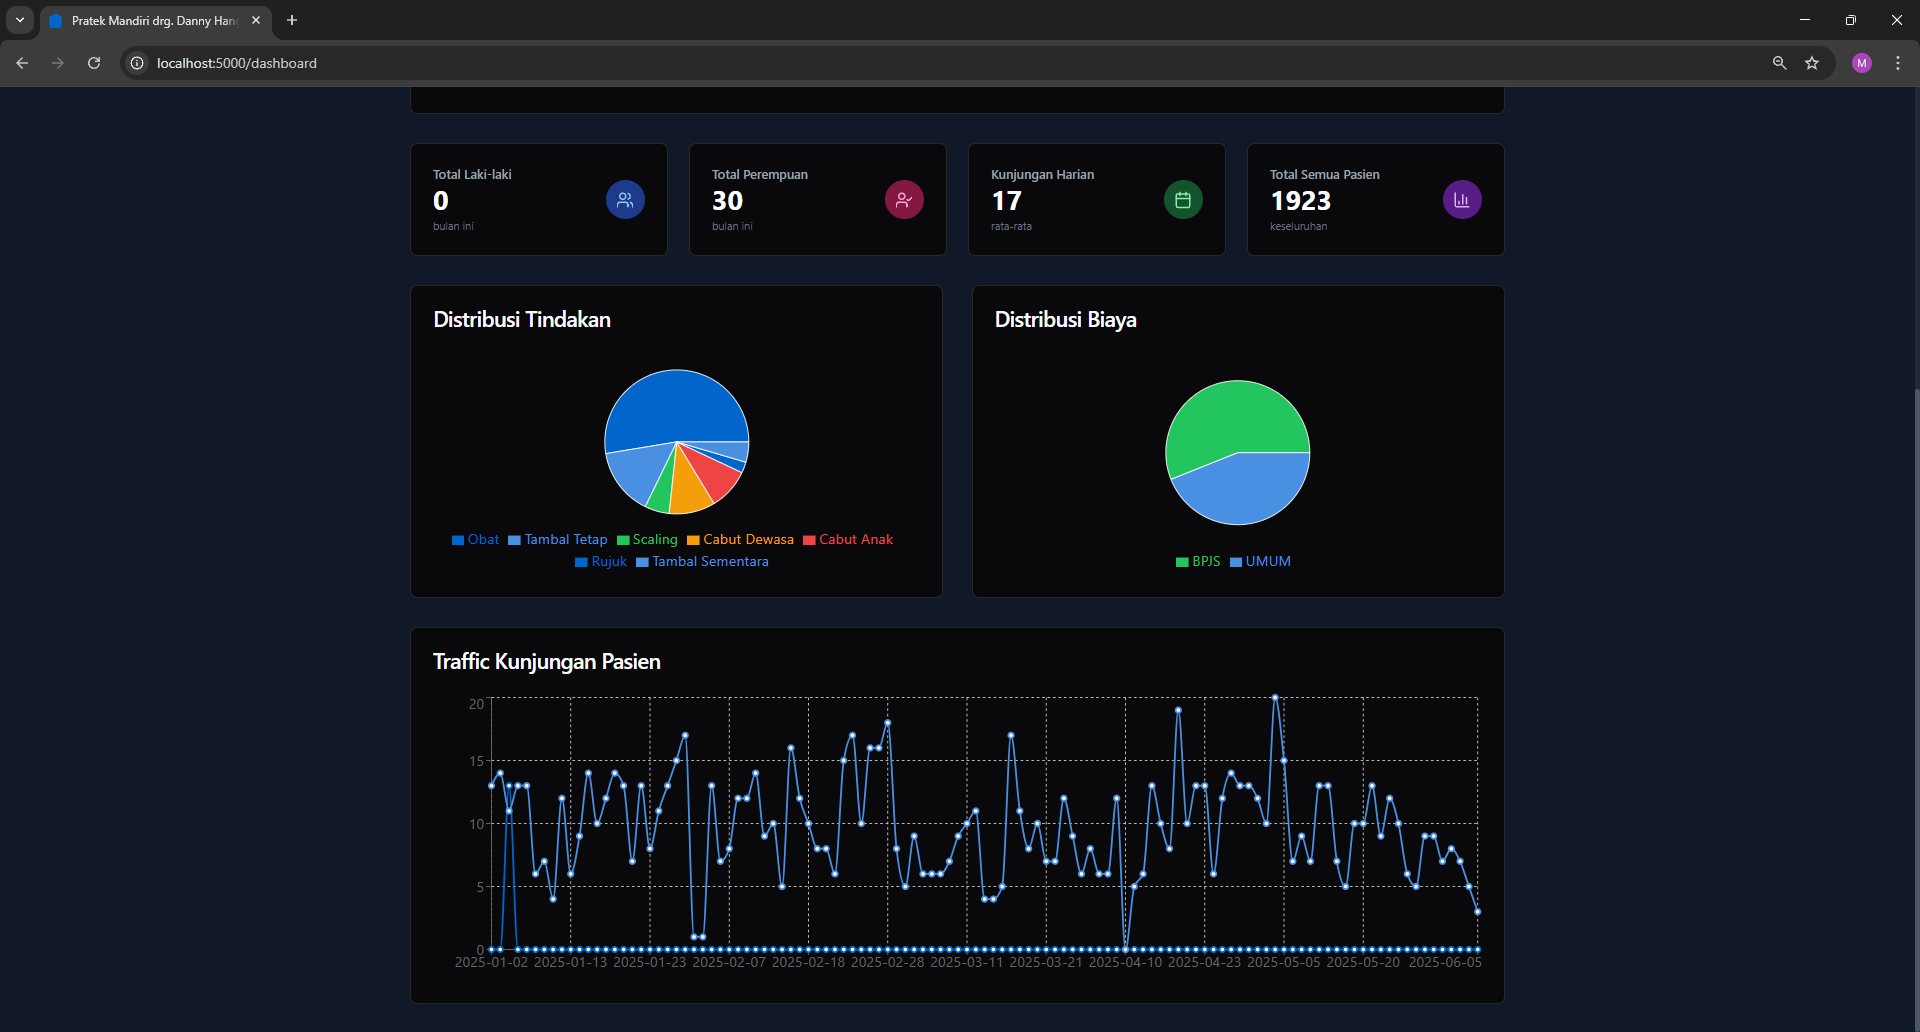 Pratek Mandiri drg. Danny Han
localhost:5000/dashboard
M
Total Laki-laki
0
bulan ini
Total Perempuan
30
bulan ini
Kunjungan Harian
17
rata-rata
Total Semua Pasien
1923
keseluruhan
Distribusi Tindakan
Obat Tambal Tetap Scaling Cabut Dewasa Cabut Anak
Rujuk Tambal Sementara
Distribusi Biaya
BPJS UMUM
Traffic Kunjungan Pasien
20
15
10
5
0
2025-01-02 2025-01-13 2025-01-23 2025-02-07 2025-02-18 2025-02-28 2025-03-11 2025-03-21 2025-04-10 2025-04-23 2025-05-05 2025-05-20 2025-06-05